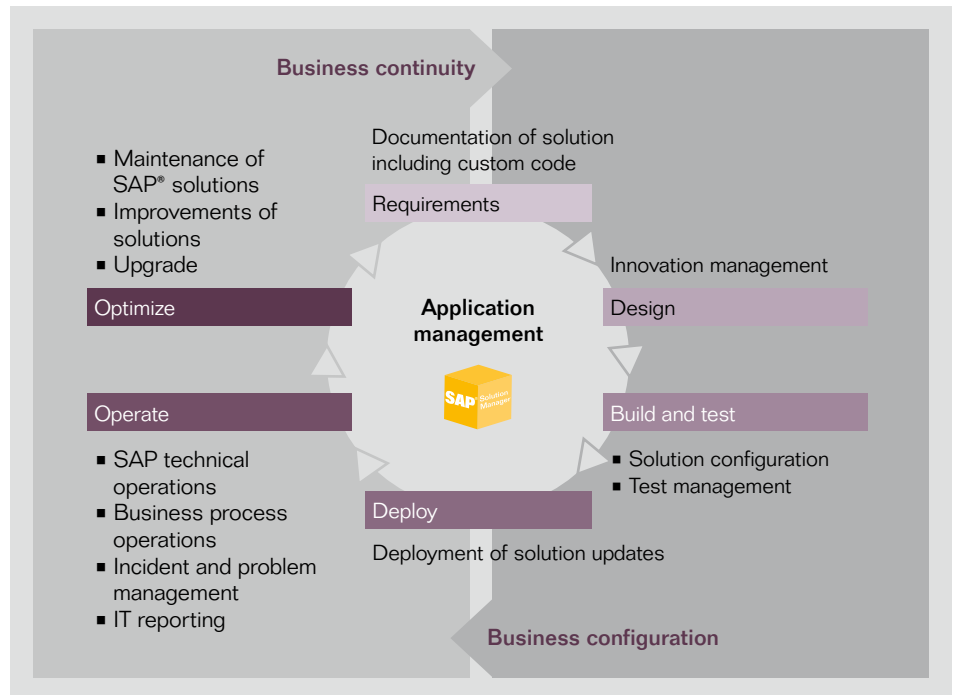 Business continuity
Documentation of solution
including custom code
Requirements
■ Maintenance of
SAP® solutions
■ Improvements of
solutions
■ Upgrade
Optimize
Innovation management
Design
Application
management
SAP® Solution
Manager
Operate
■ SAP technical
operations
■ Business process
operations
■ Incident and problem
management
■ IT reporting
Build and test
■ Solution configuration
■ Test management
Deploy
Deployment of solution updates
Business configuration